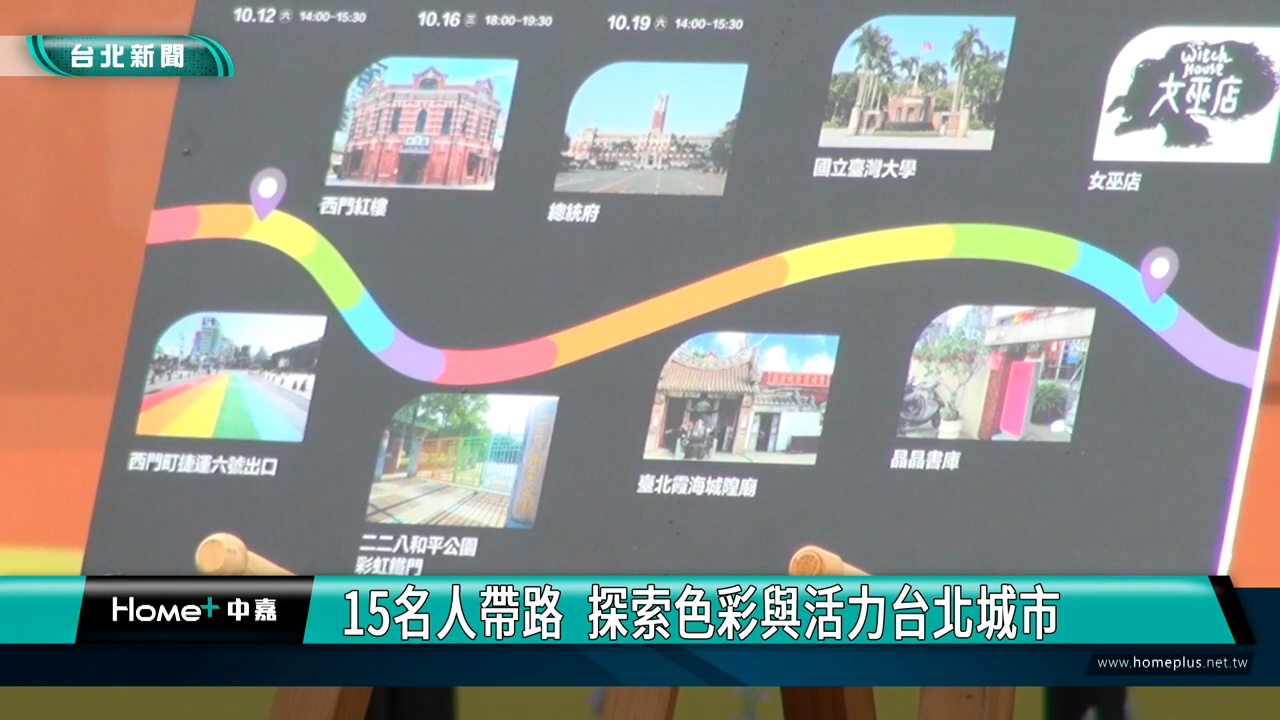 10.12 六 14:00-15:30
10.16 三 18:00-19:30
10.19 六 14:00-15:30
台北新聞
Witch
House
女巫店
西門紅樓
總統府
國立臺灣大學
女巫店
西門町捷運六號出口
二二八和平公園
彩虹鐵門
臺北霞海城隍廟
晶晶書庫
Home+ 中嘉
15名人帶路 探索色彩與活力台北城市
www.homeplus.net.tw